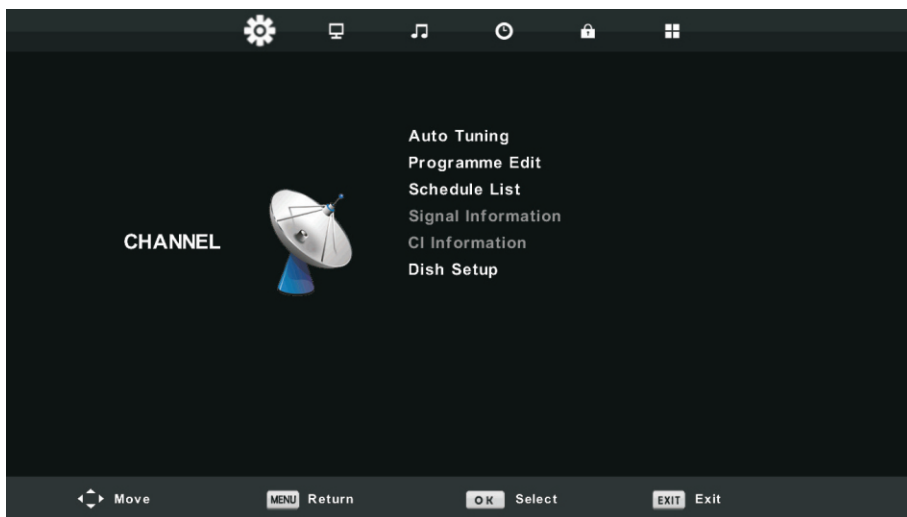 Auto Tuning
Programme Edit
Schedule List
Signal Information
CHANNEL
CI Information
Dish Setup
Move
MENU Return
OK Select
EXIT Exit